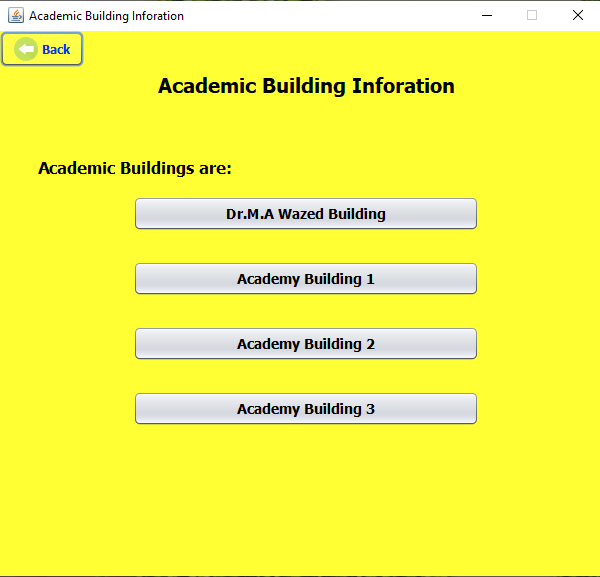 Academic Building Inforation
Back
Academic Building Inforation
Academic Buildings are:
Dr.M.A Wazed Building
Academy Building 1
Academy Building 2
Academy Building 3